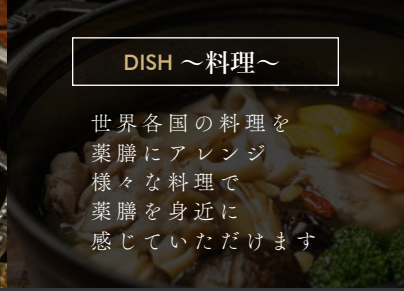 DISH 〜料理〜
世界各国の料理を
薬膳にアレンジ
様々な料理で
薬膳を身近に
感じていただけます